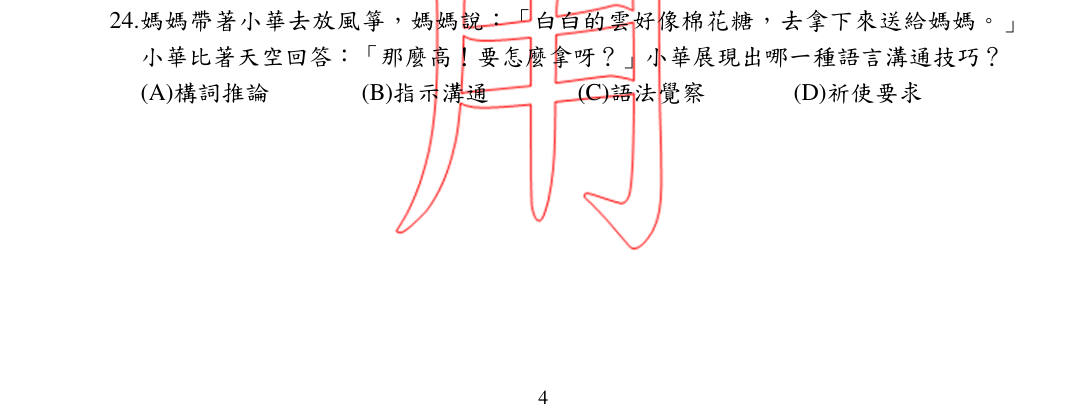 24.媽媽帶著小華去放風箏，媽媽說：「白白的雲好像棉花糖，去拿下來送給媽媽。」
小華比著天空回答：「那麼高！要怎麼拿呀？」小華展現出哪一種語言溝通技巧？
(A)構詞推論 (B)指示溝通 (C)語法覺察 (D)祈使要求
4